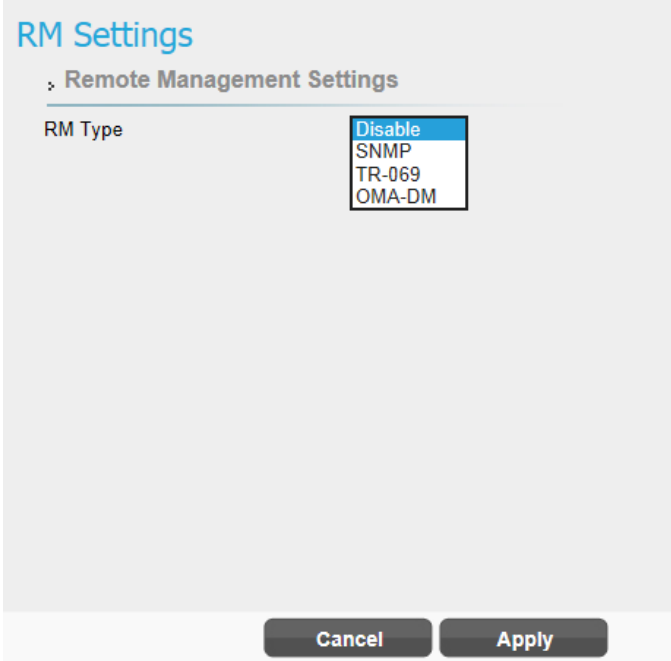 RM Settings
Remote Management Settings
RM Type
Disable
SNMP
TR-069
OMA-DM
Cancel
Apply